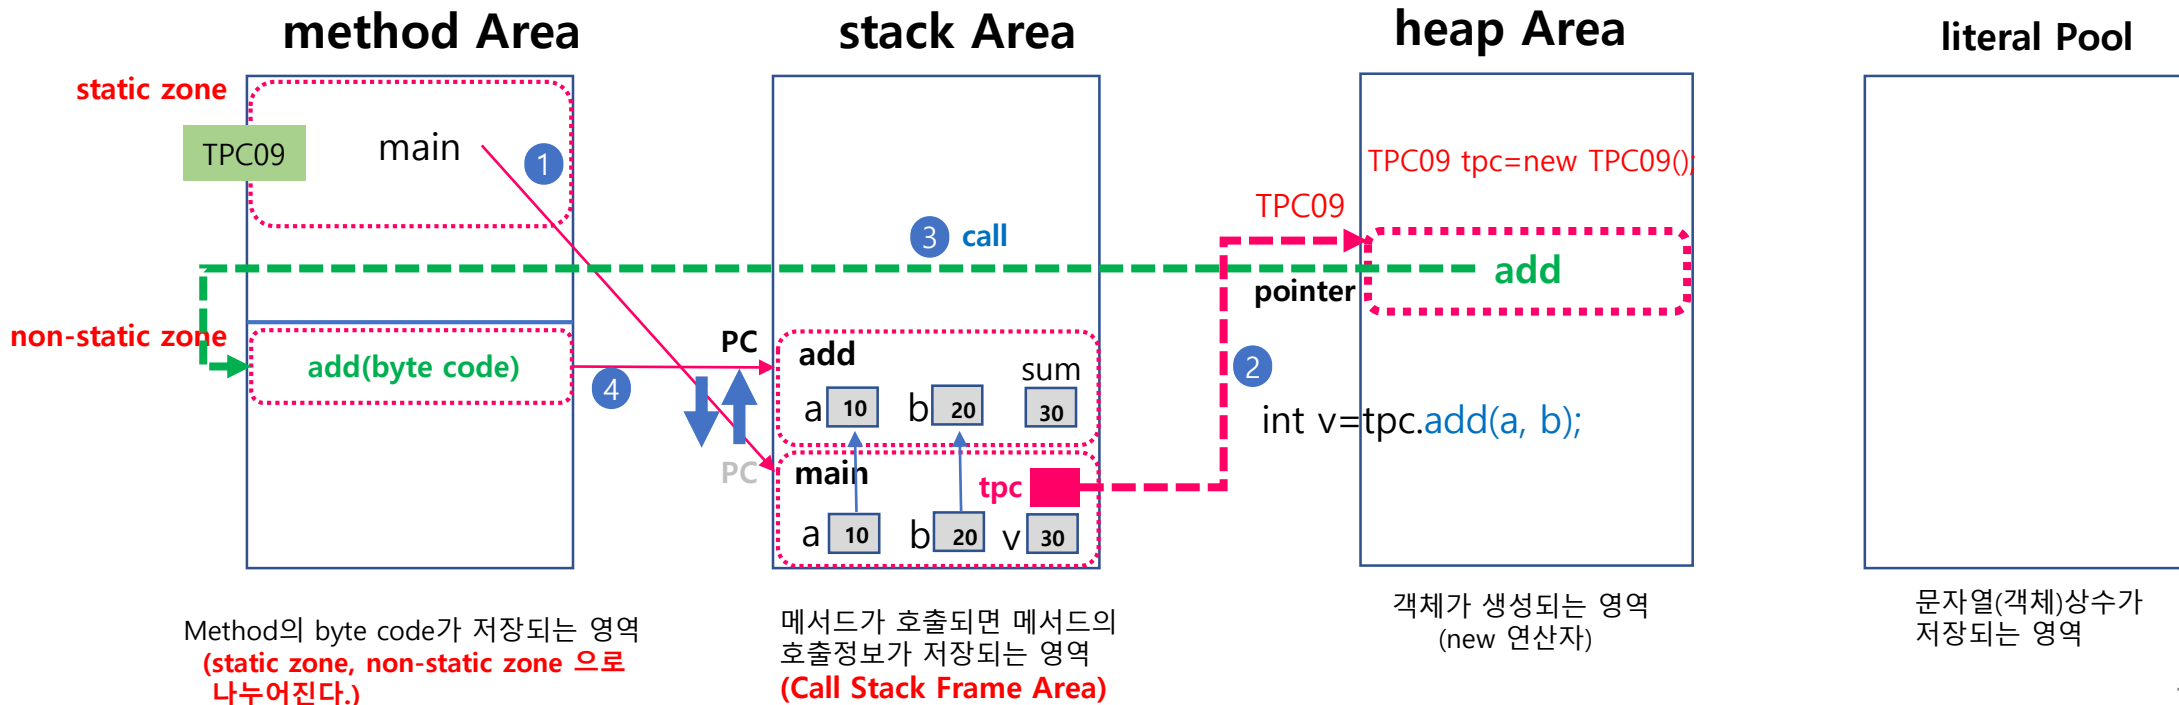 method Area
stack Area
heap Area
literal Pool
static zone
TPC09
main
1
TPC09 tpc=new TPC09();
TPC09
3 call
add
pointer
non-static zone
add(byte code)
4
PC
add
sum
a 10 b 20 30
2
int v=tpc.add(a, b);
PC
main
tpc
a 10 b 20 v 30
Method의 byte code가 저장되는 영역
(static zone, non-static zone 으로
나누어진다.)
메서드가 호출되면 메서드의
호출정보가 저장되는 영역
(Call Stack Frame Area)
객체가 생성되는 영역
(new 연산자)
문자열(객체)상수가
저장되는 영역